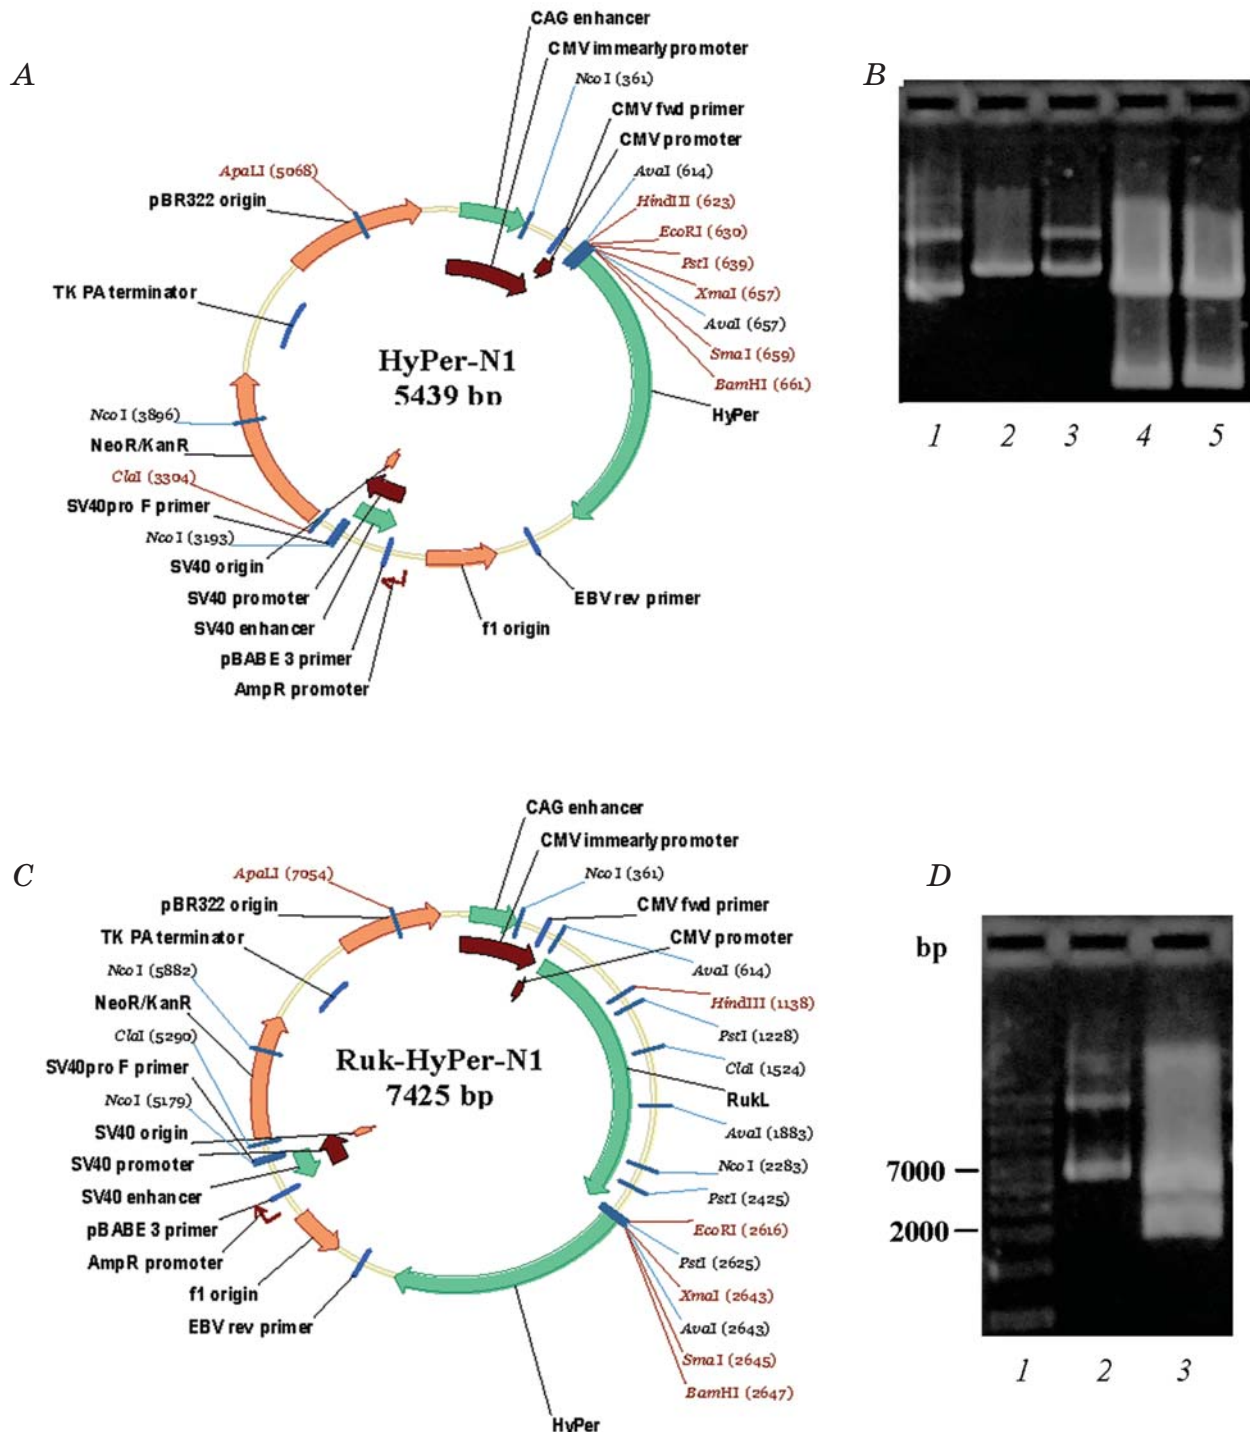 A
CAG enhancer
CMV immearly promoter
NcoI (361)
CMV fwd primer
CMV promoter
AvaI (614)
HindIII (623)
EcoRI (630)
PstI (639)
XmaI (657)
AvaI (657)
SmaI (659)
BamHI (661)
HyPer
ApaLI (5068)
pBR322 origin
TK PA terminator
HyPer-N1
5439 bp
NcoI (3896)
NeoR/KanR
ClaI (3304)
SV40pro F primer
NcoI (3193)
SV40 origin
SV40 promoter
SV40 enhancer
pBABE 3 primer
AmpR promoter
EBV rev primer
f1 origin
B
1 2 3 4 5
C
CAG enhancer
CMV immearly promoter
NcoI (361)
CMV fwd primer
CMV promoter
AvaI (614)
HindIII (1138)
PstI (1228)
ClaI (1524)
RukL
AvaI (1883)
NcoI (2283)
PstI (2425)
EcoRI (2616)
PstI (2625)
XmaI (2643)
AvaI (2643)
SmaI (2645)
BamHI (2647)
HyPer
ApaLI (7054)
pBR322 origin
TK PA terminator
NcoI (5882)
NeoR/KanR
ClaI (5290)
SV40pro F primer
NcoI (5179)
SV40 origin
SV40 promoter
SV40 enhancer
pBABE 3 primer
AmpR promoter
f1 origin
EBV rev primer
Ruk-HyPer-N1
7425 bp
D
bp
7000
2000
1 2 3